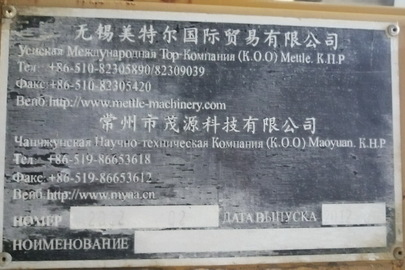 无锡美特尔国际贸易有限公司
Усиская Международная Тор-Компания (К.О.О) Mettle. К.Н.Р
Тел: +86-510-82305890/82309039
Факс: +86-510-82305420
Вейб http://www.mettle-machinery.com
常州市茂源科技有限公司
Чанчжунская Научно-техническая Компания (К.О.О) Maoyuan. К.Н.Р
Тел: +86-519-86653618
Факс: +86-519-86653612
Вейб http://www.myaa.cn
НОМЕР ДАТА ВЫПУСКА
НОИМЕНОВАНИЕ